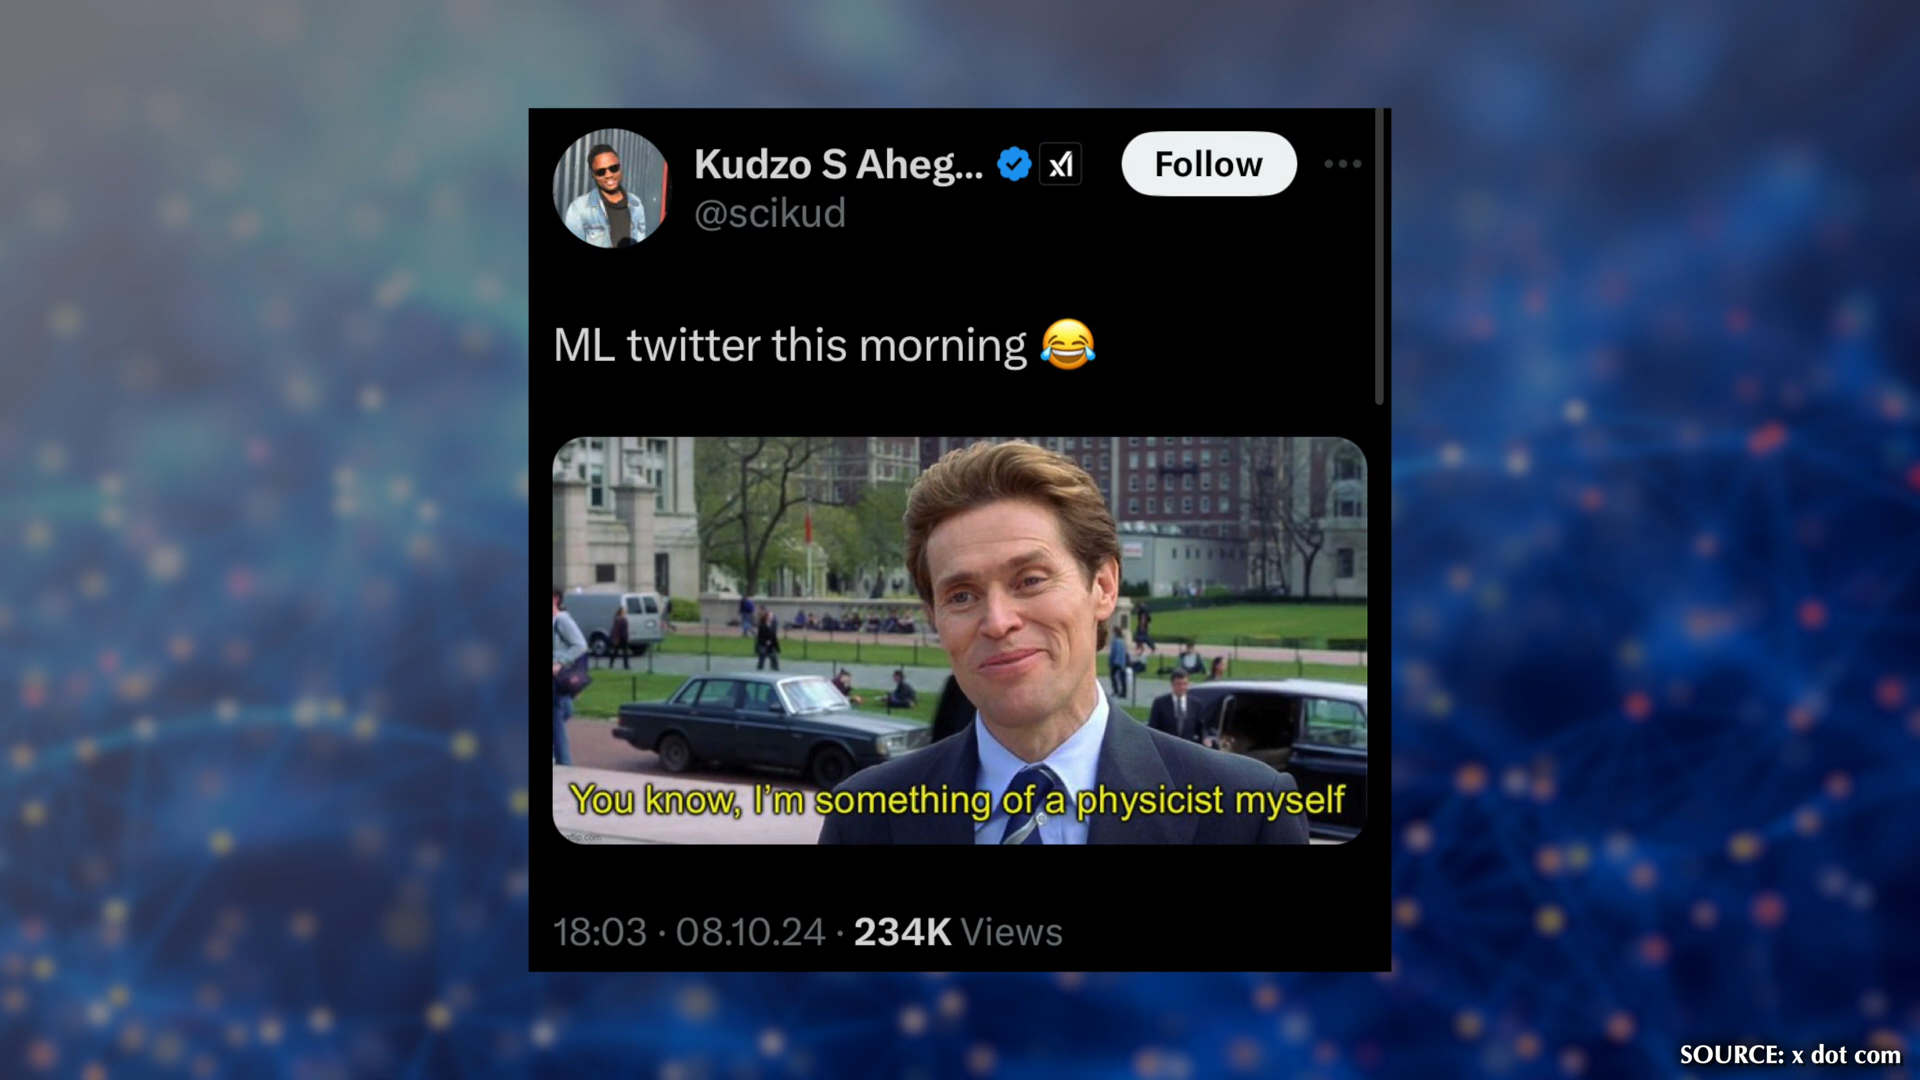 Kudzo S Aheg...
xI
Follow
@scikud
ML twitter this morning 😂
You know, I'm something of a physicist myself
18:03 · 08.10.24 · 234K Views
SOURCE: x dot com